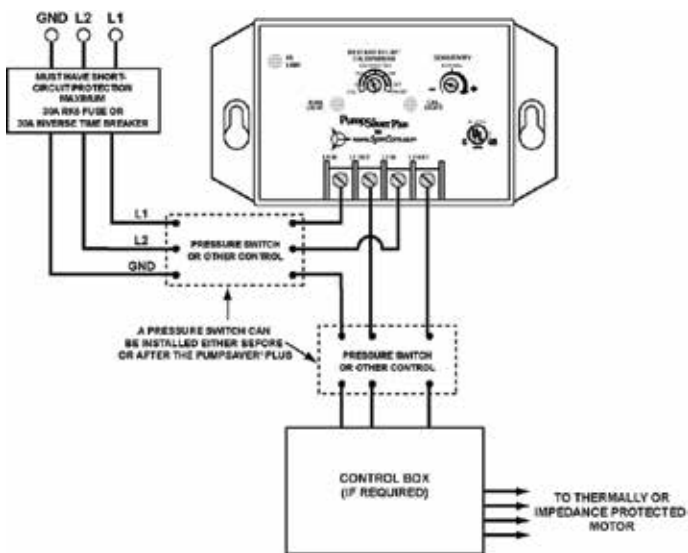 GND L2 L1
MUST HAVE SHORT-
CIRCUIT PROTECTION
MAXIMUM
30A RK5 FUSE OR
30A INVERSE TIME BREAKER
SENSITIVITY
PUMPSAVER PLUS
L1
L2
GND
PRESSURE SWITCH
OR OTHER CONTROL
A PRESSURE SWITCH CAN
BE INSTALLED EITHER BEFORE
OR AFTER THE PUMPSAVER® PLUS
PRESSURE SWITCH
OR OTHER CONTROL
CONTROL BOX
(IF REQUIRED)
TO THERMALLY OR
IMPEDANCE PROTECTED
MOTOR